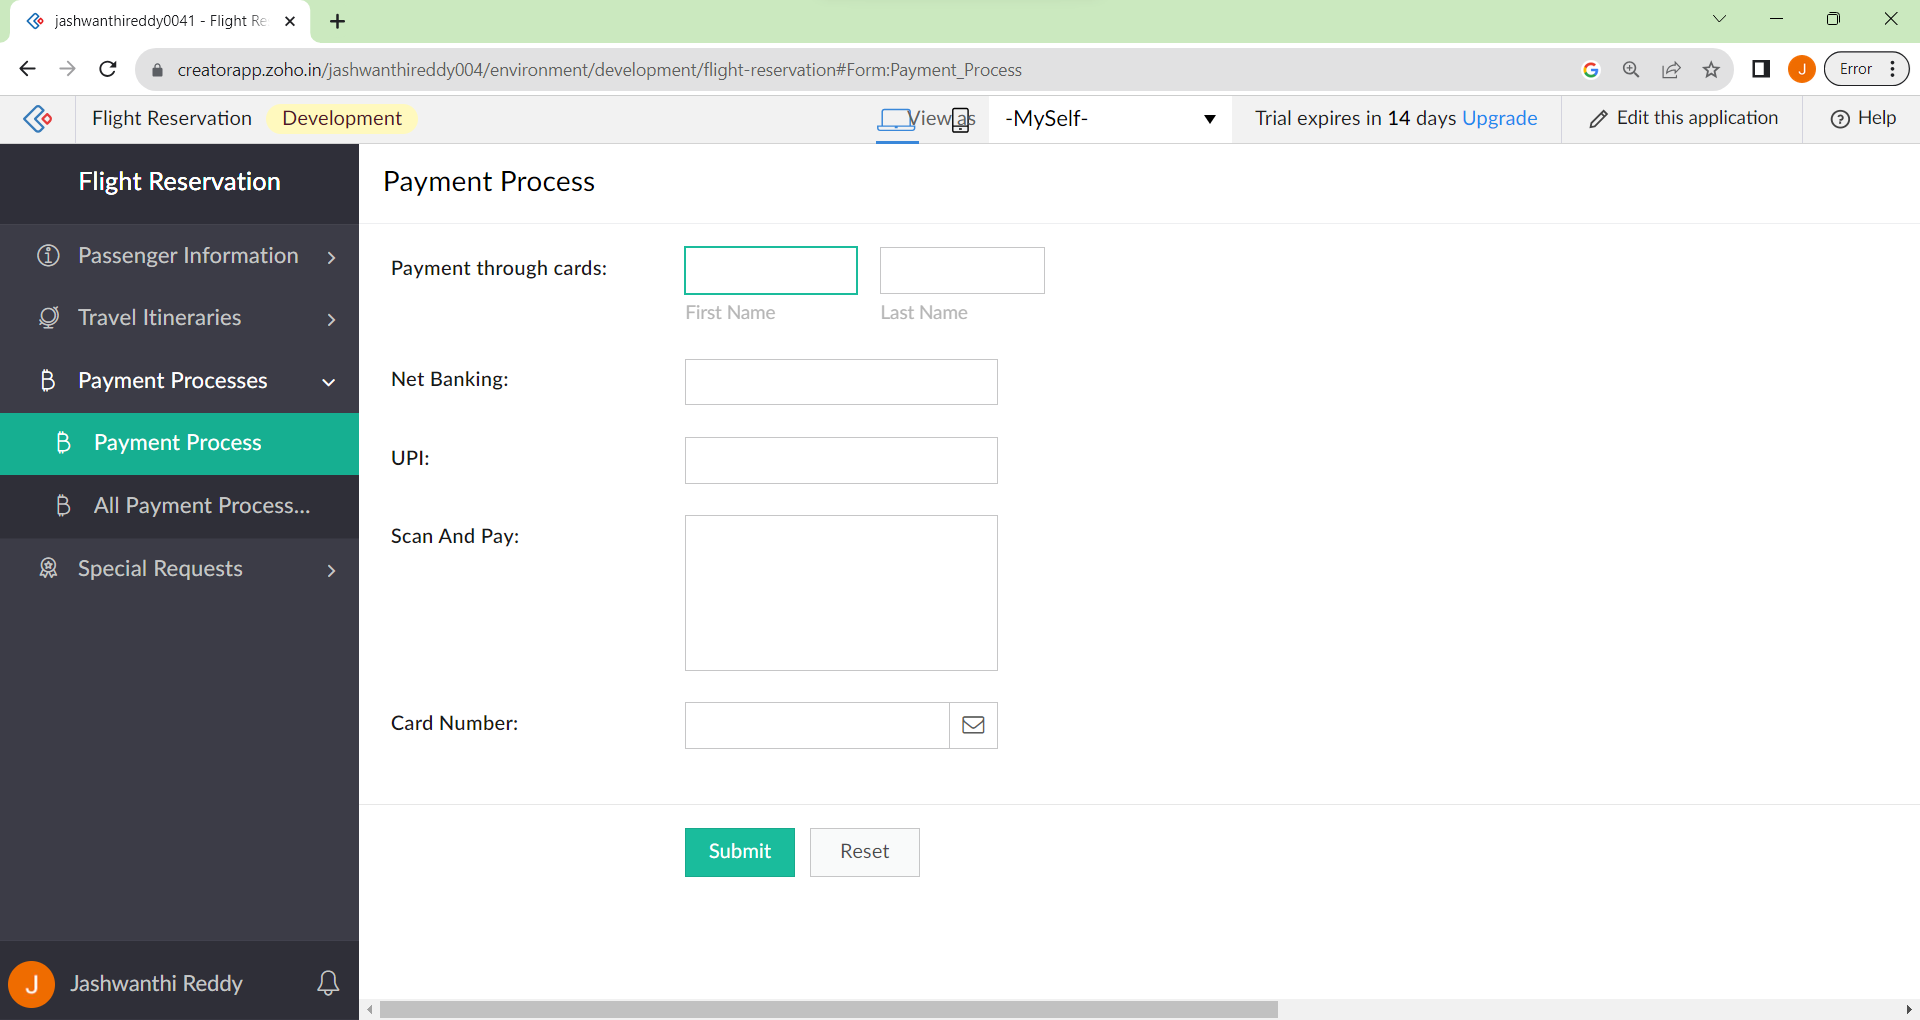 jashwanthireddy0041 - Flight Re
creatorapp.zoho.in/jashwanthireddy004/environment/development/flight-reservation#Form:Payment_Process
J
Error
Flight Reservation
Development
View as
-MySelf-
Trial expires in 14 days Upgrade
Edit this application
Help
Flight Reservation
Passenger Information
Travel Itineraries
Payment Processes
Payment Process
All Payment Process...
Special Requests
J
Jashwanthi Reddy
Payment Process
Payment through cards:
First Name
Last Name
Net Banking:
UPI:
Scan And Pay:
Card Number:
Submit
Reset